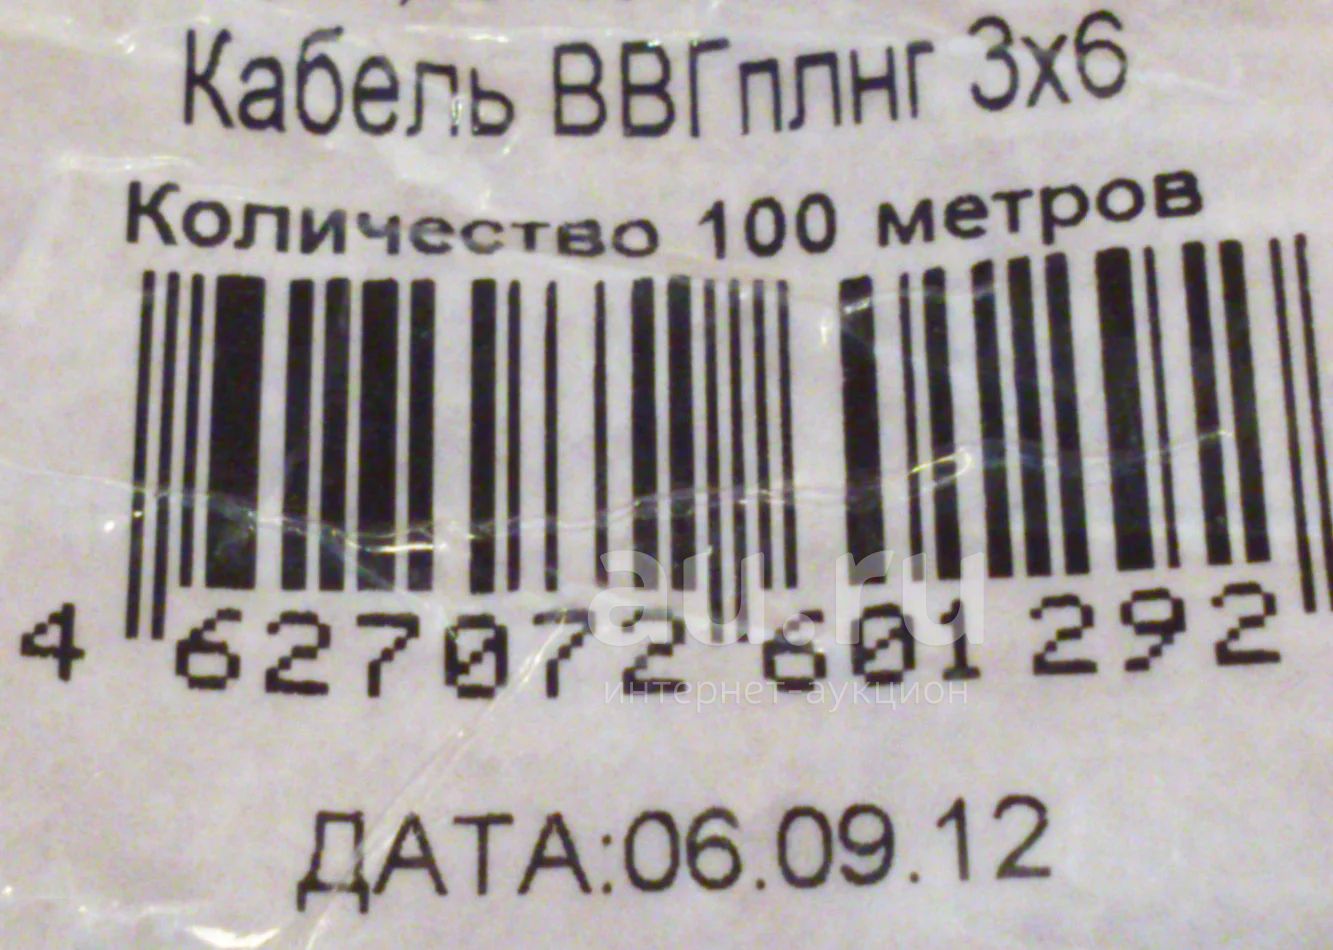 Кабель ВВГплнг 3х6
Количество 100 метров
4 627072 601292
au.ru
интернет-аукцион
ДАТА:06.09.12